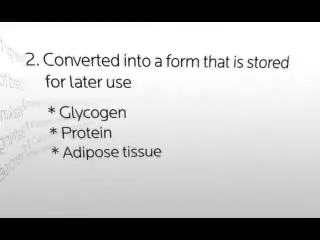 2. Converted into a form that is stored
for later use
* Glycogen
* Protein
* Adipose tissue